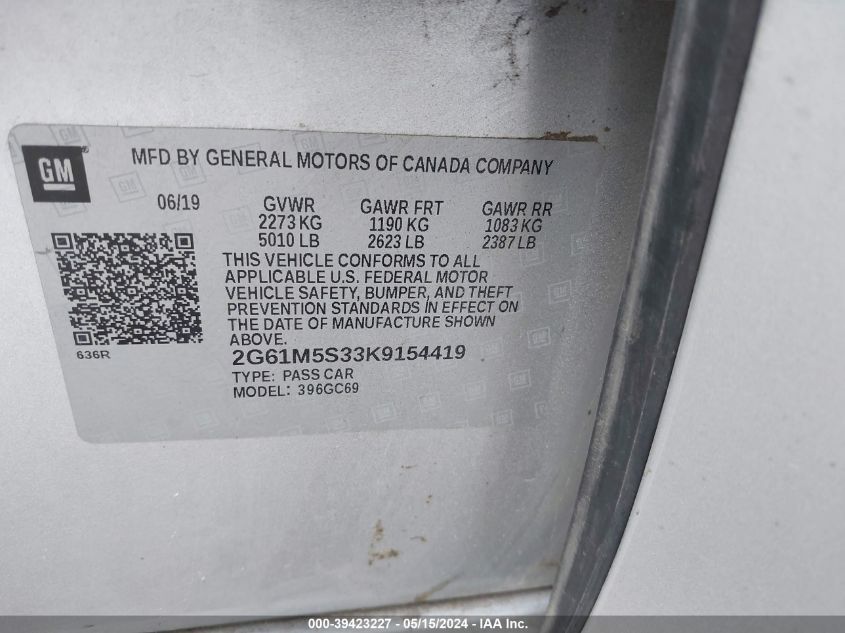 GM
MFD BY GENERAL MOTORS OF CANADA COMPANY
06/19 GVWR GAWR FRT GAWR RR
2273 KG 1190 KG 1083 KG
5010 LB 2623 LB 2387 LB
THIS VEHICLE CONFORMS TO ALL
APPLICABLE U.S. FEDERAL MOTOR
VEHICLE SAFETY, BUMPER, AND THEFT
PREVENTION STANDARDS IN EFFECT ON
THE DATE OF MANUFACTURE SHOWN
ABOVE.
636R
2G61M5S33K9154419
TYPE: PASS CAR
MODEL: 396GC69
000-39423227 - 05/15/2024 - IAA Inc.